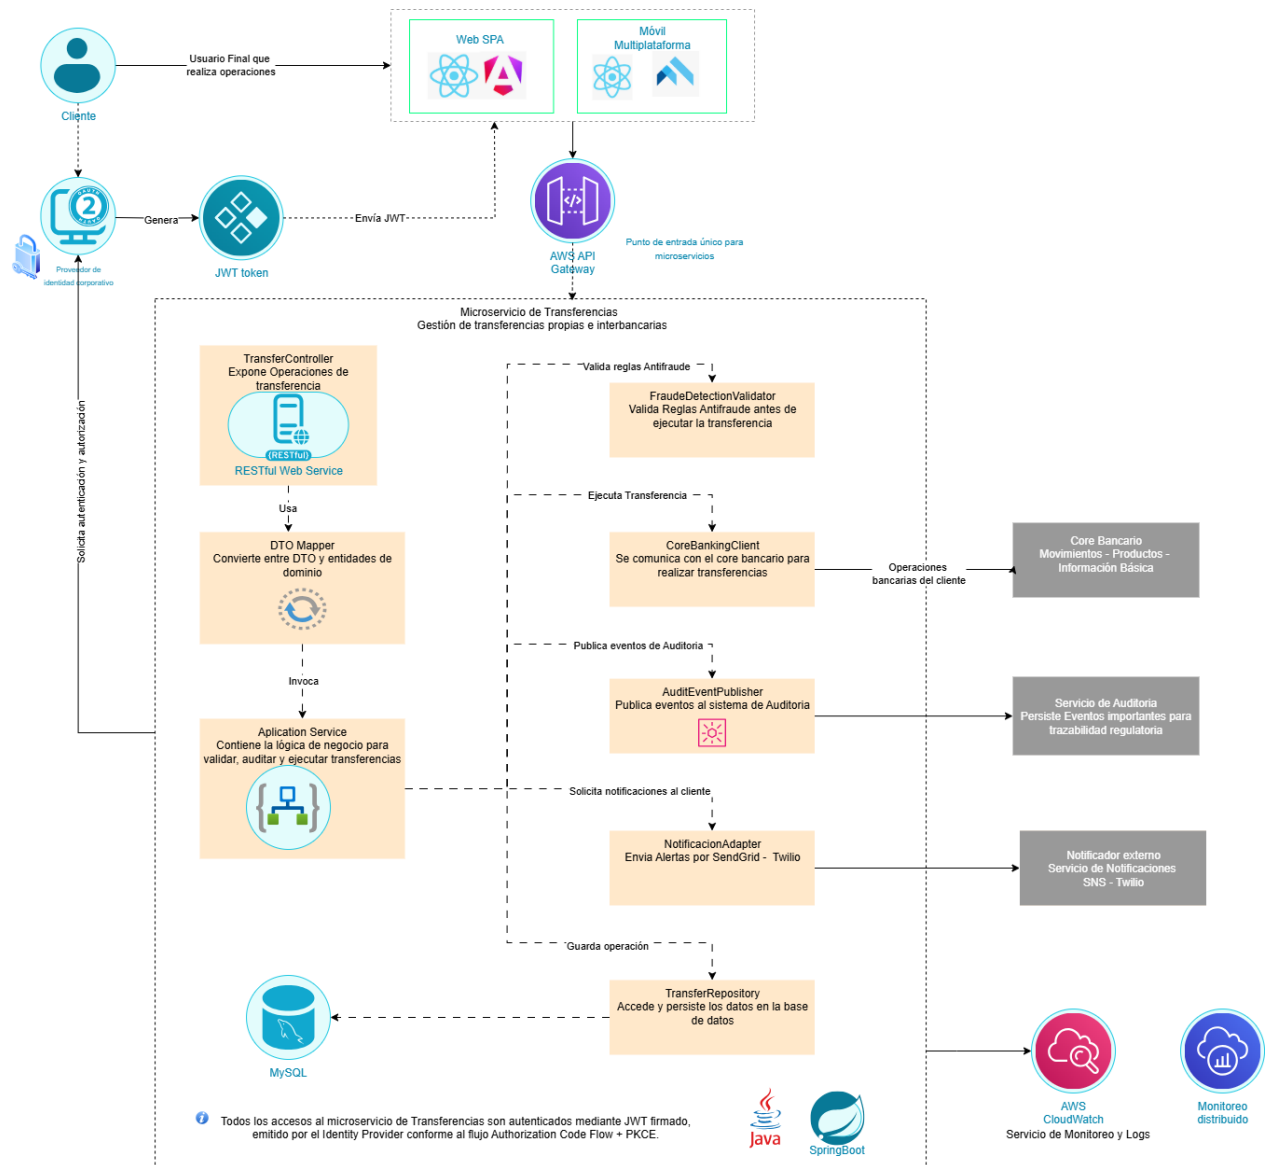 Web SPA
Móvil
Multiplataforma
Usuario Final que
realiza operaciones
Cliente
2
Genera
Envía JWT
Proveedor de
identidad corporativo
JWT token
AWS API
Gateway
Punto de entrada único para
microservicios
Microservicio de Transferencias
Gestión de transferencias propias e interbancarias
TransferController
Expone Operaciones de
transferencia
{RESTful}
RESTful Web Service
Valida reglas Antifraude
FraudeDetectionValidator
Valida Reglas Antifraude antes de
ejecutar la transferencia
Solicita autenticación y autorización
Usa
Ejecuta Transferencia
DTO Mapper
Convierte entre DTO y entidades de
dominio
CoreBankingClient
Se comunica con el core bancario para
realizar transferencias
Operaciones
bancarias del cliente
Core Bancario
Movimientos - Productos -
Información Básica
Publica eventos de Auditoria
Invoca
AuditEventPublisher
Publica eventos al sistema de Auditoria
Servicio de Auditoria
Persiste Eventos importantes para
trazabilidad regulatoria
Aplication Service
Contiene la lógica de negocio para
validar, auditar y ejecutar transferencias
Solicita notificaciones al cliente
NotificacionAdapter
Envia Alertas por SendGrid - Twilio
Notificador externo
Servicio de Notificaciones
SNS - Twilio
Guarda operación
TransferRepository
Accede y persiste los datos en la base
de datos
MySQL
AWS
CloudWatch
Servicio de Monitoreo y Logs
Monitoreo
distribuido
Todos los accesos al microservicio de Transferencias son autenticados mediante JWT firmado,
emitido por el Identity Provider conforme al flujo Authorization Code Flow + PKCE.
Java
SpringBoot